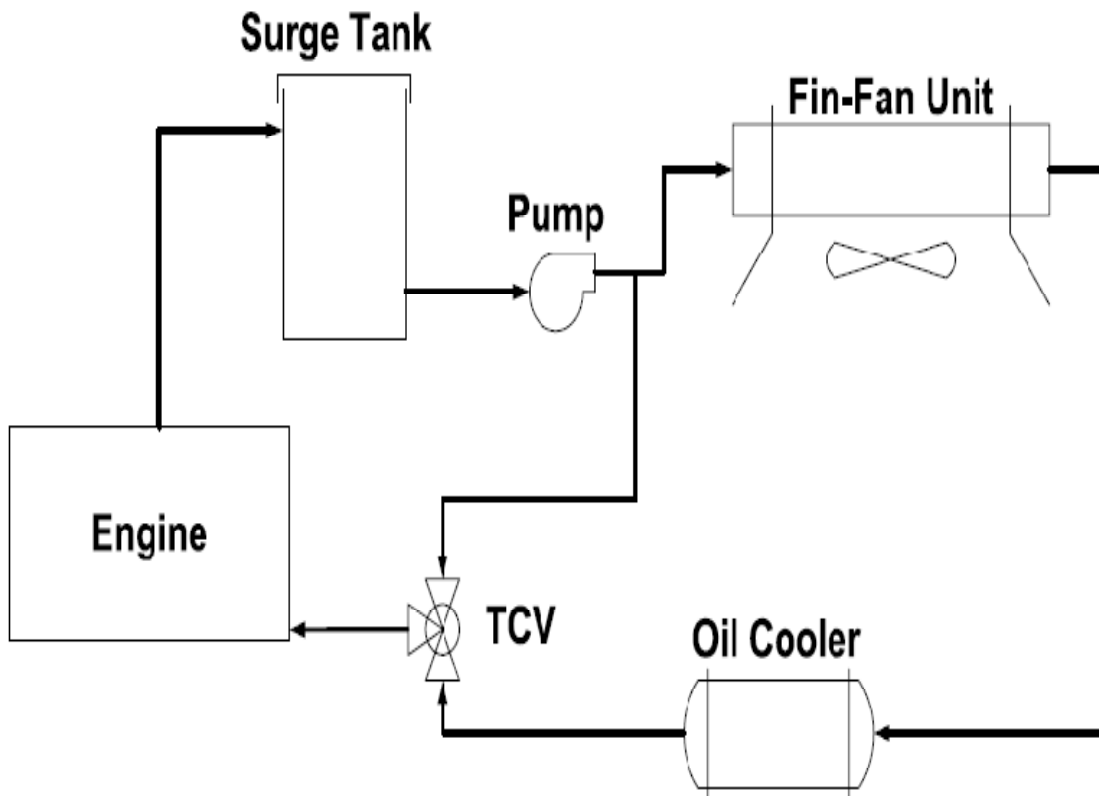 Surge Tank
Fin-Fan Unit
Pump
Engine
TCV
Oil Cooler